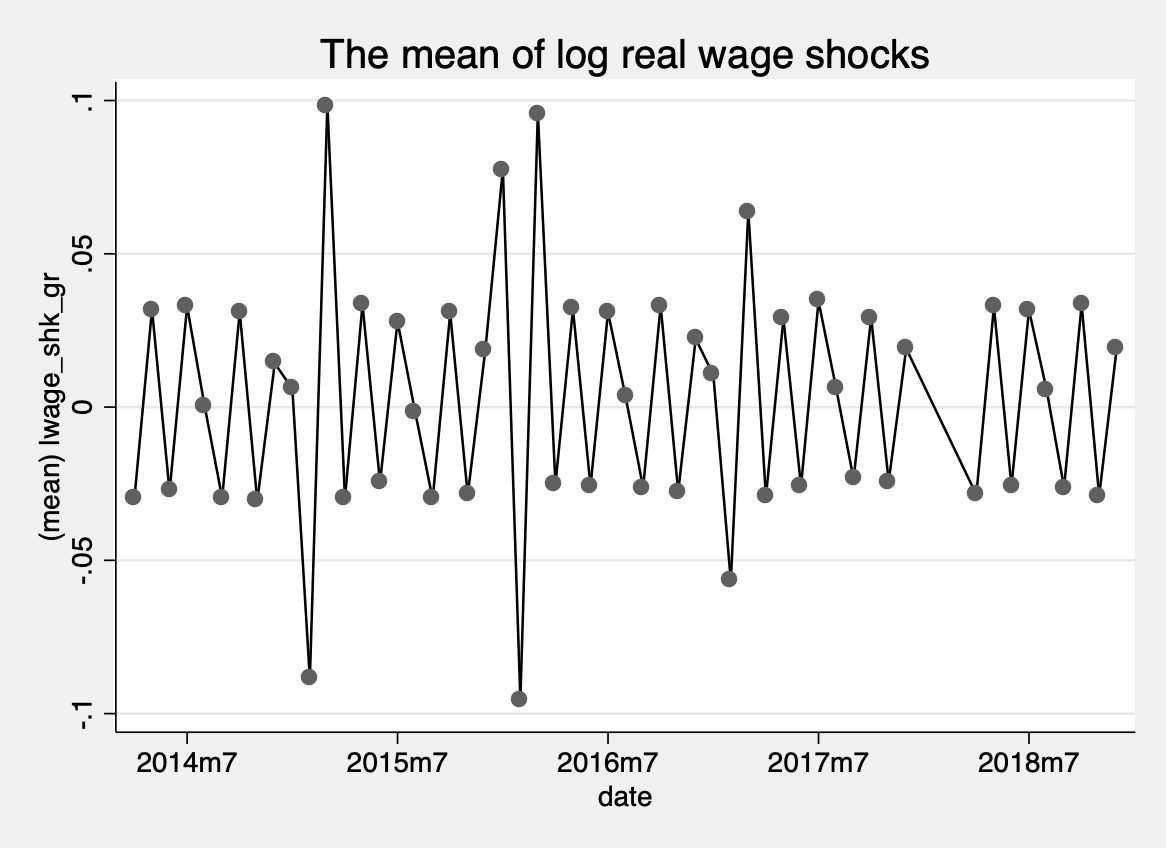 The mean of log real wage shocks
(mean) lwage_shk_gr
.1
.05
0
-.05
-.1
2014m7 2015m7 2016m7 2017m7 2018m7
date